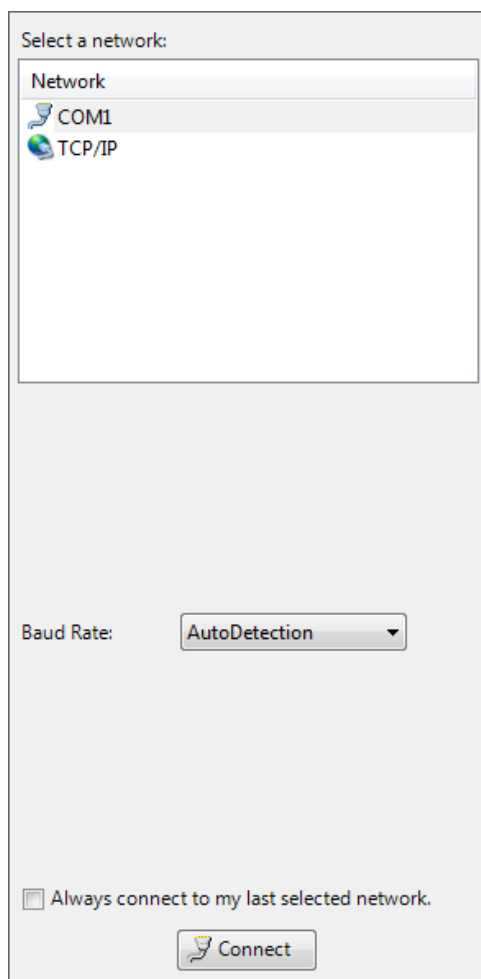 Select a network:
Network
COM1
TCP/IP
Baud Rate: AutoDetection
Always connect to my last selected network.
Connect